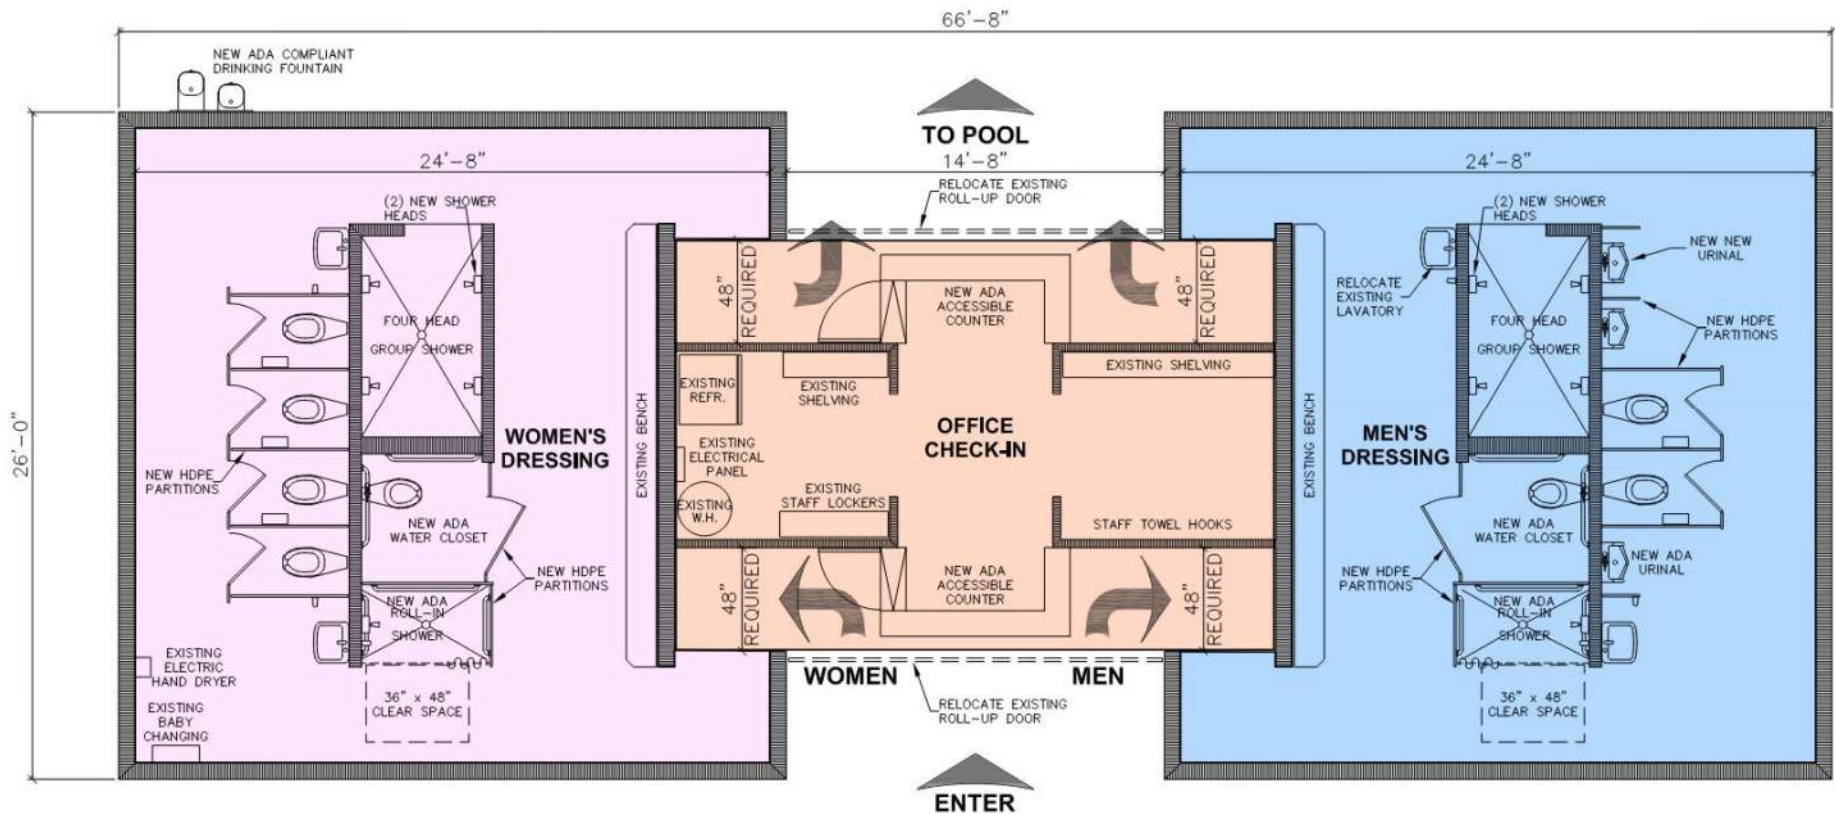 66'-8"
NEW ADA COMPLIANT
DRINKING FOUNTAIN
TO POOL
24'-8"
14'-8"
24'-8"
RELOCATE EXISTING
ROLL-UP DOOR
(2) NEW SHOWER
HEADS
(2) NEW SHOWER
HEADS
48"
REQUIRED
48"
REQUIRED
NEW NEW
URINAL
NEW ADA
ACCESSIBLE
COUNTER
RELOCATE
EXISTING
LAVATORY
FOUR HEAD
GROUP SHOWER
FOUR HEAD
GROUP SHOWER
NEW HDPE
PARTITIONS
EXISTING
REFR.
EXISTING
SHELVING
EXISTING SHELVING
26'-0"
WOMEN'S
DRESSING
EXISTING BENCH
EXISTING
ELECTRICAL
PANEL
OFFICE
CHECK-IN
EXISTING BENCH
MEN'S
DRESSING
NEW HDPE
PARTITIONS
EXISTING
W.H.
EXISTING
STAFF LOCKERS
STAFF TOWEL HOOKS
NEW ADA
WATER CLOSET
NEW ADA
WATER CLOSET
NEW HDPE
PARTITIONS
48"
REQUIRED
NEW ADA
ACCESSIBLE
COUNTER
48"
REQUIRED
NEW HDPE
PARTITIONS
NEW ADA
URINAL
NEW ADA
ROLL-IN
SHOWER
NEW ADA
ROLL-IN
SHOWER
EXISTING
ELECTRIC
HAND DRYER
WOMEN
MEN
36" x 48"
CLEAR SPACE
RELOCATE EXISTING
ROLL-UP DOOR
36" x 48"
CLEAR SPACE
EXISTING
BABY
CHANGING
ENTER